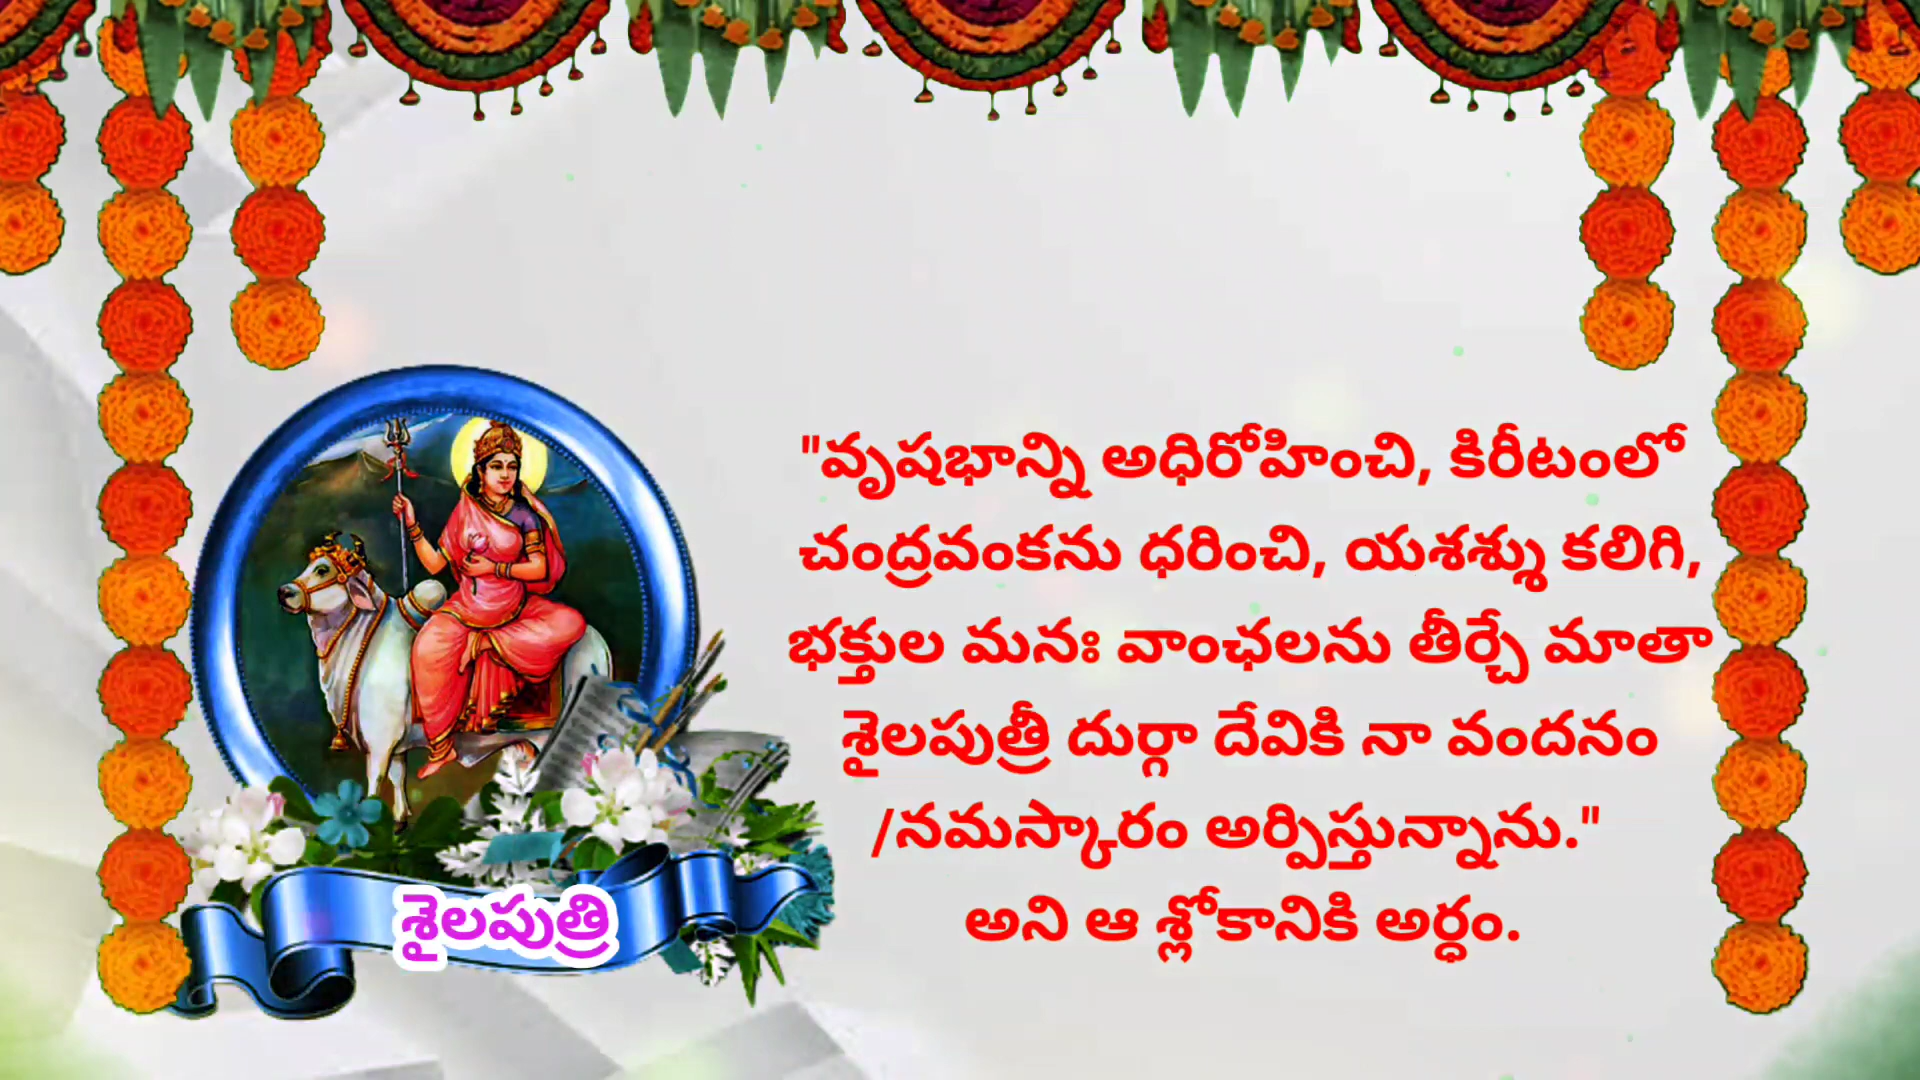 "వృషభాన్ని అధిరోహించి, కిరీటంలో
చంద్రవంకను ధరించి, యశశ్శు కలిగి,
భక్తుల మనః వాంఛలను తీర్చే మాతా
శైలపుత్రీ దుర్గా దేవికి నా వందనం
/నమస్కారం అర్పిస్తున్నాను."
అని ఆ శ్లోకానికి అర్ధం.
శైలపుత్రి